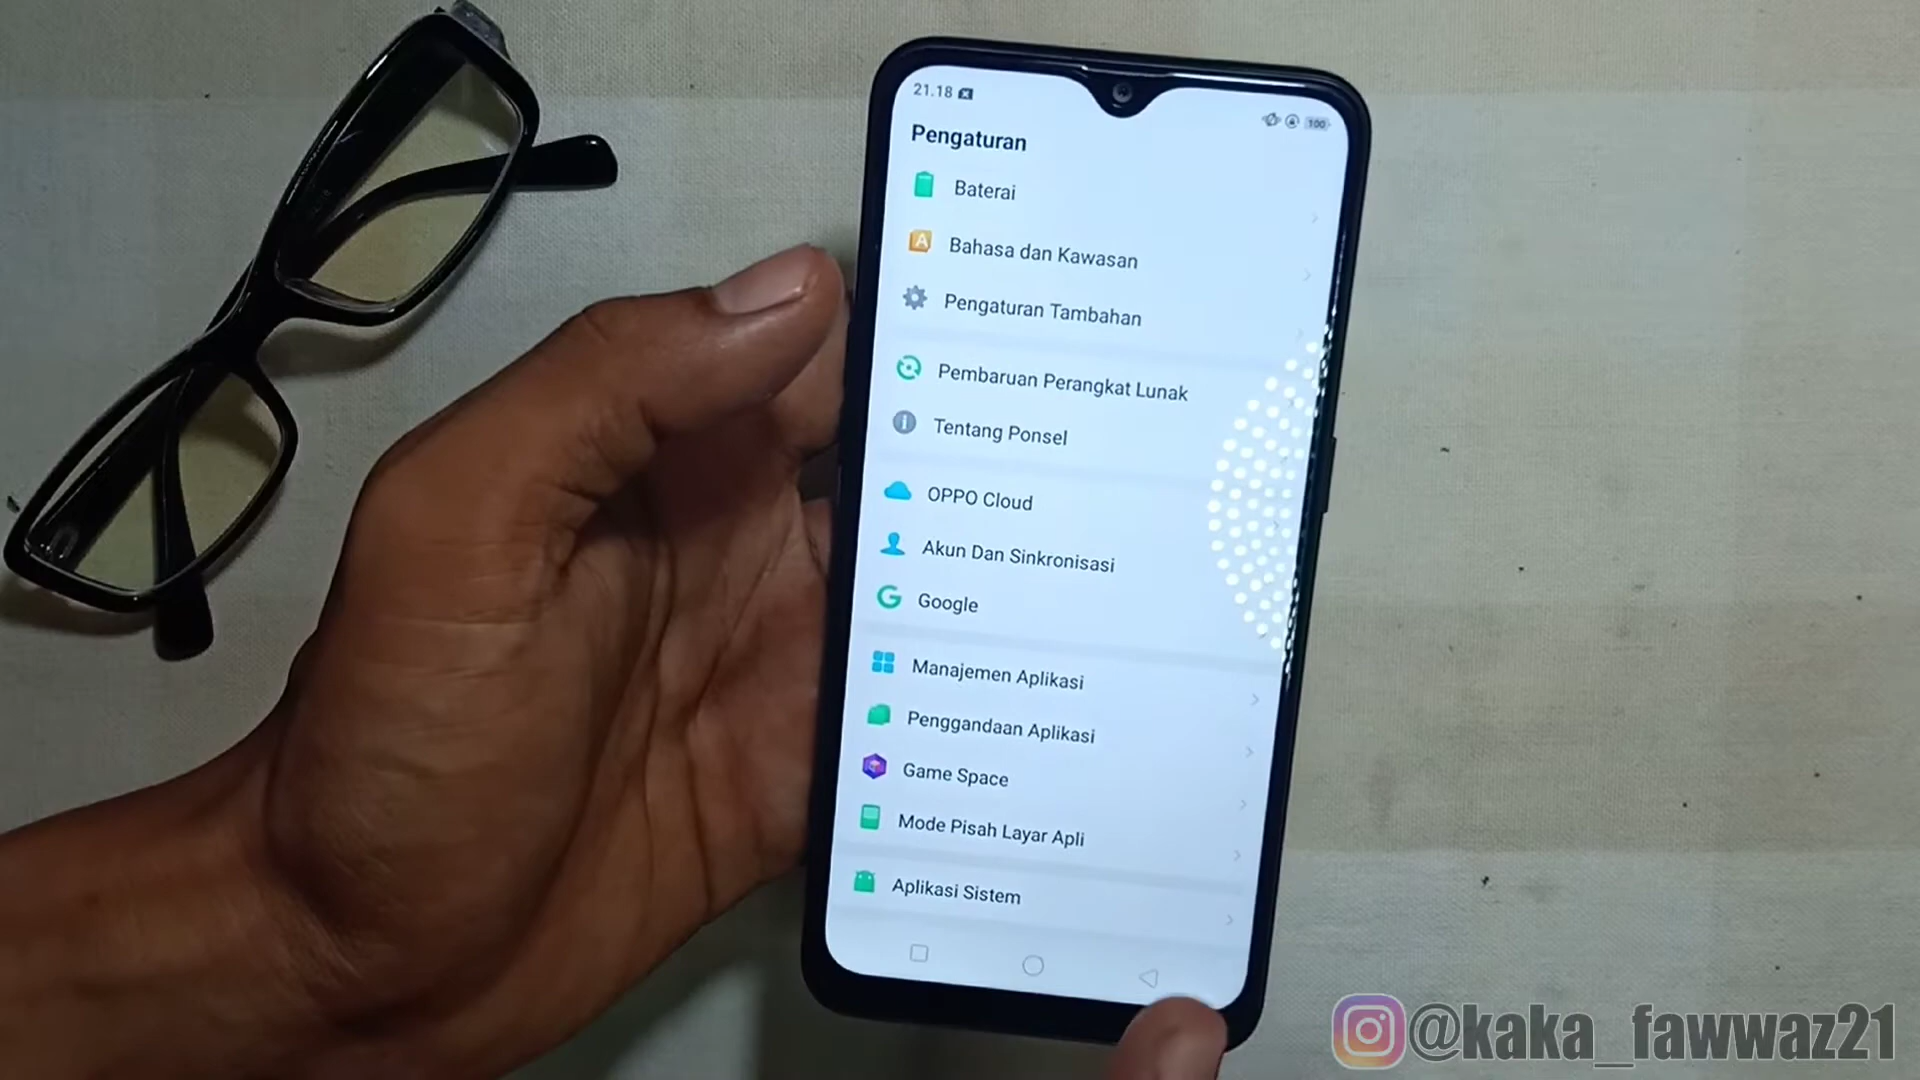 21.18
100
Pengaturan
Baterai
A
Bahasa dan Kawasan
Pengaturan Tambahan
Pembaruan Perangkat Lunak
Tentang Ponsel
OPPO Cloud
Akun Dan Sinkronisasi
Google
Manajemen Aplikasi
Penggandaan Aplikasi
Game Space
Mode Pisah Layar Apli
Aplikasi Sistem
@kaka_fawwaz21